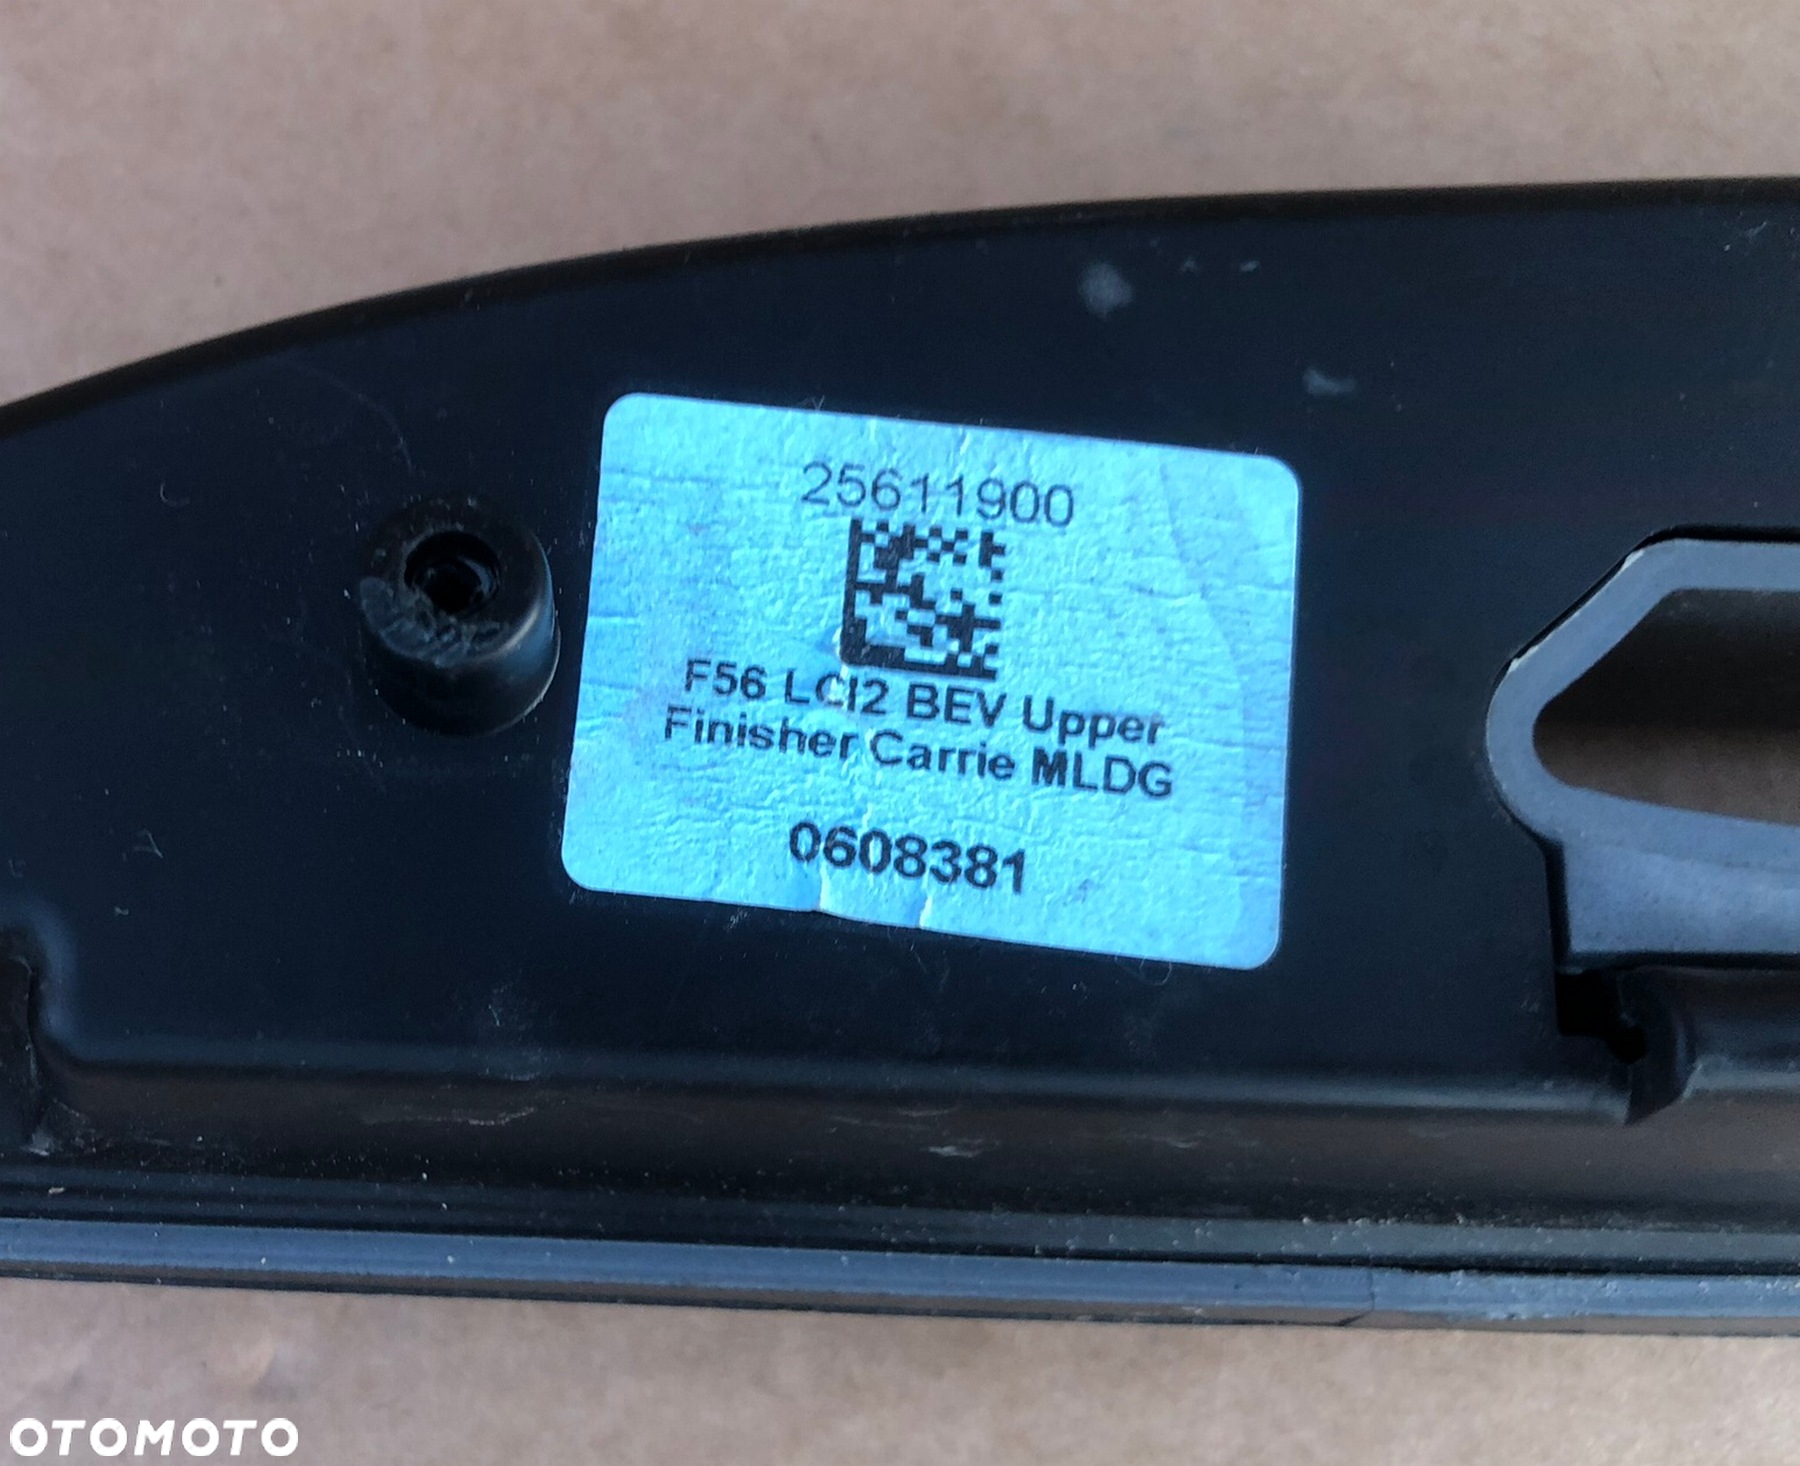 25611900
F56 LCI2 BEV Upper
Finisher Carrie MLDG
0608381
OTOMOTO